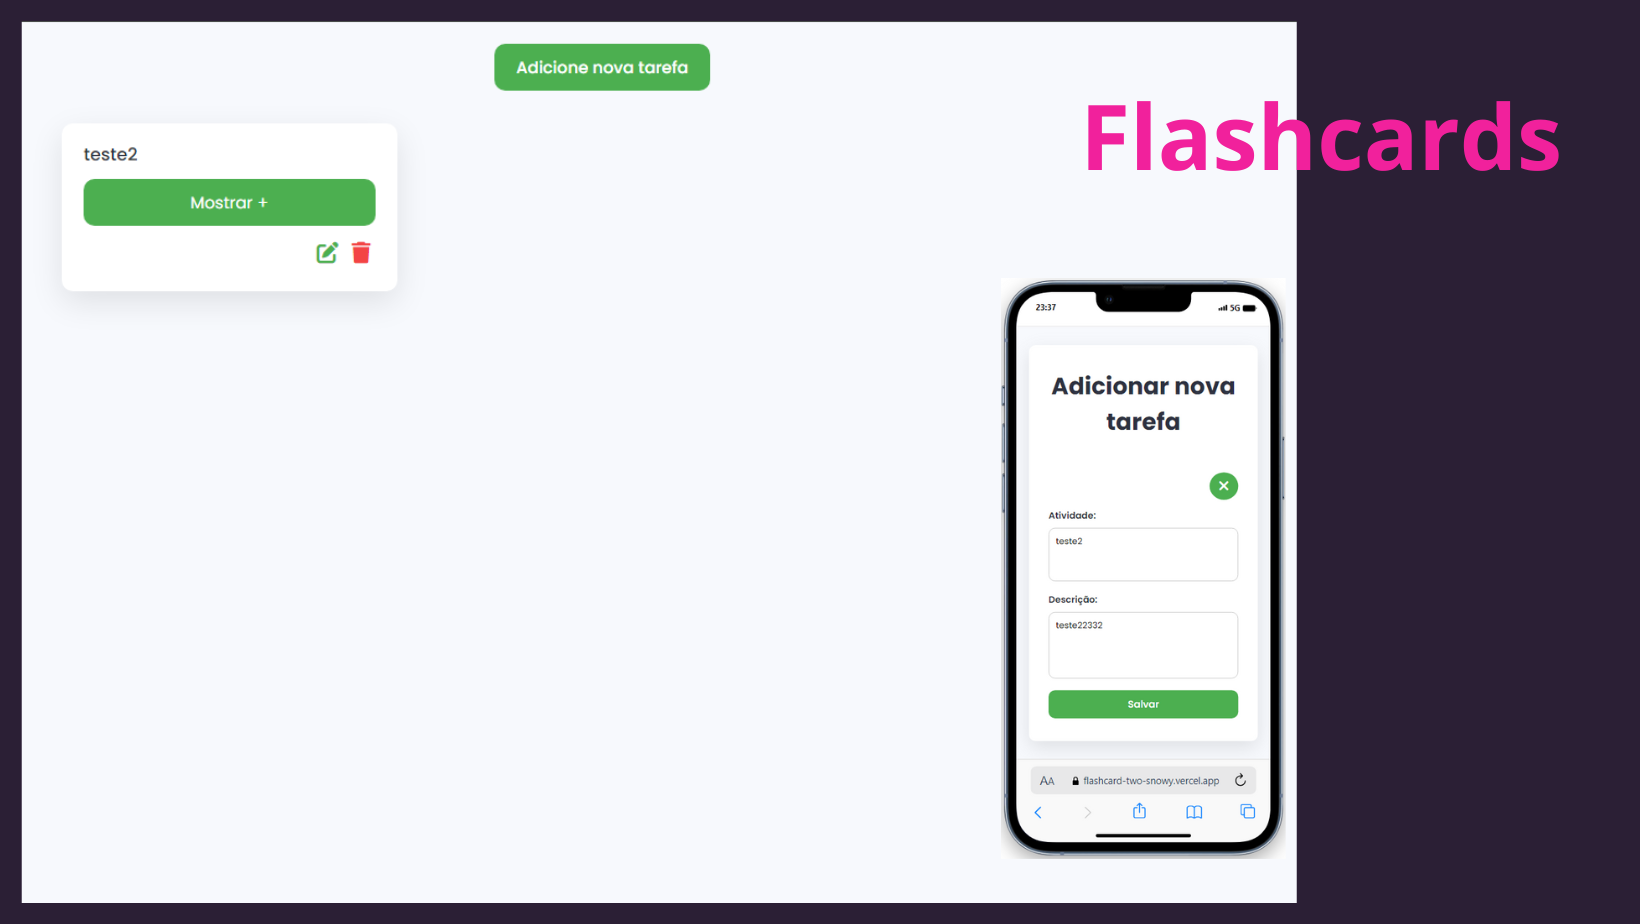 Adicione nova tarefa
Flashcards
teste2
Mostrar +
23:37
5G
Adicionar nova
tarefa
Atividade:
teste2
Descrição:
teste22332
Salvar
AA flashcard-two-snowy.vercel.app